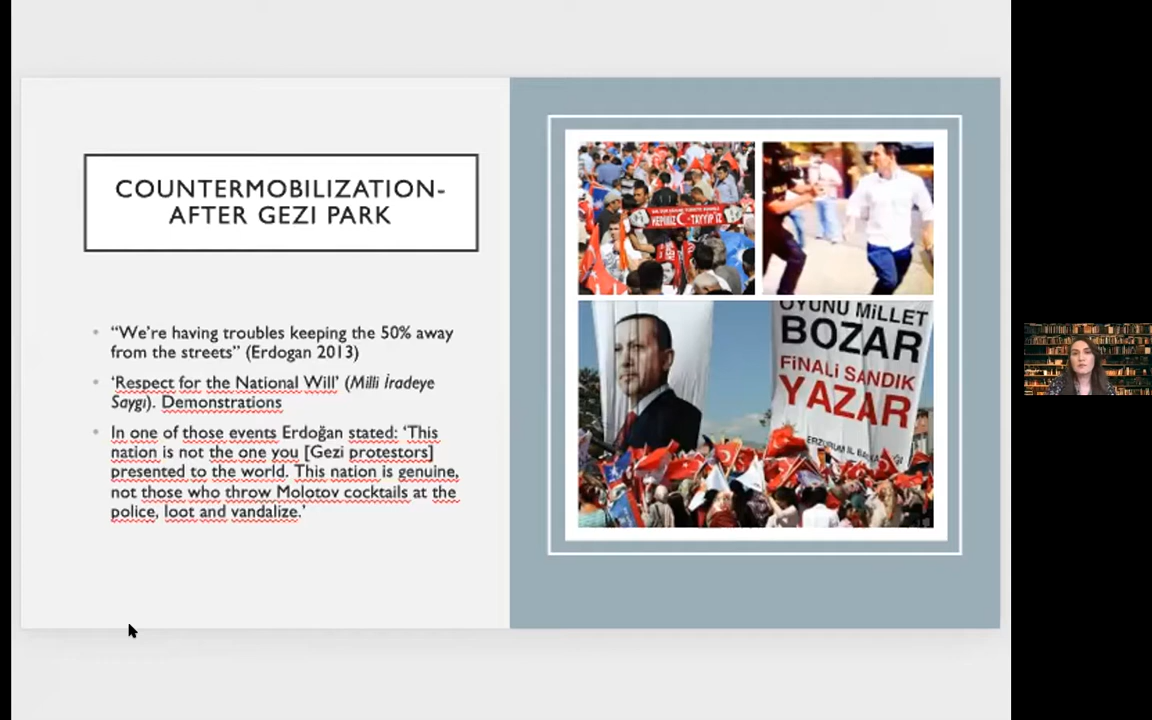 COUNTERMOBILIZATION-
AFTER GEZI PARK
“We’re having troubles keeping the 50% away
from the streets” (Erdogan 2013)
‘Respect for the National Will’ (Milli İradeye
Saygı). Demonstrations
In one of those events Erdoğan stated: ‘This
nation is not the one you [Gezi protestors]
presented to the world. This nation is genuine,
not those who throw Molotov cocktails at the
police, loot and vandalize.’
HEPİMİZ TAYYİP'İZ
OYUNU MİLLET
BOZAR
FİNALİ SANDIK
YAZAR
ERZURUM İL